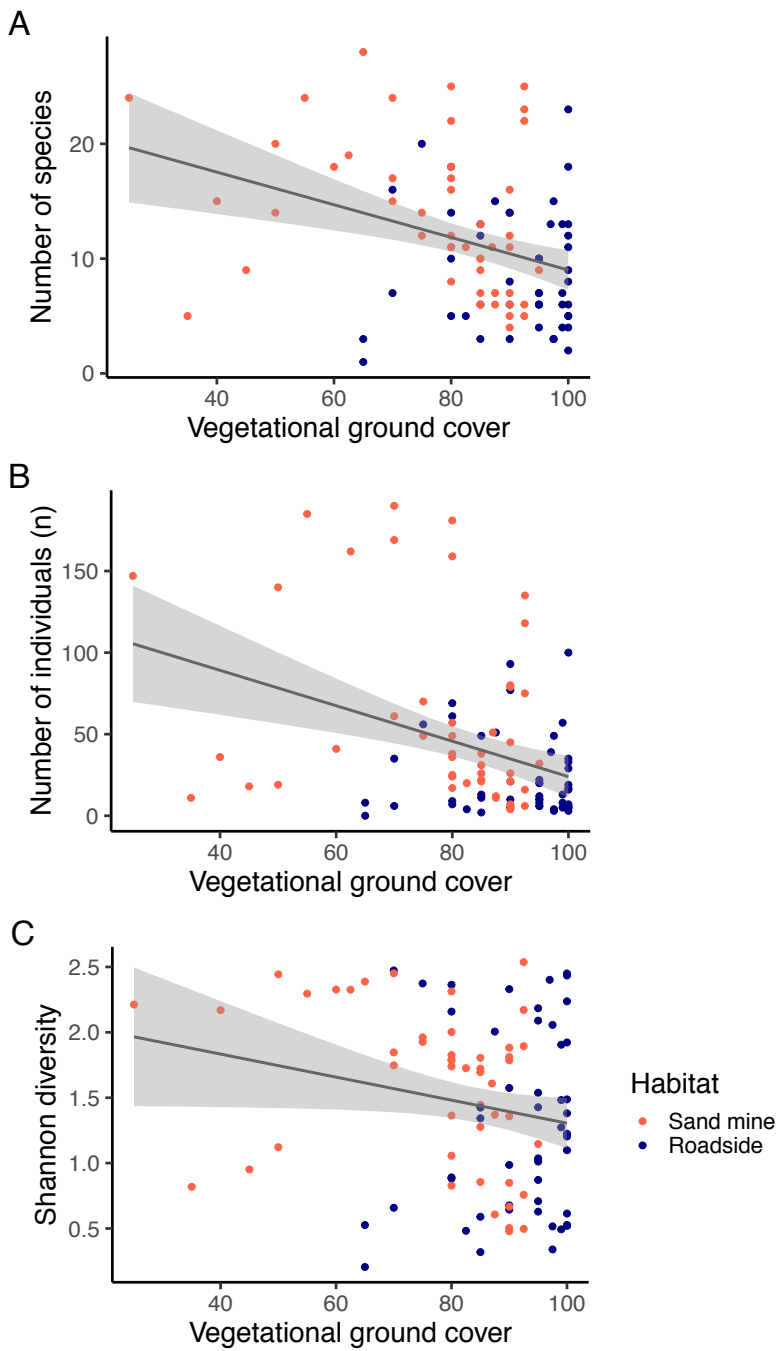 A
Number of species
20
10
0
40 60 80 100
Vegetational ground cover
B
Number of individuals (n)
150
100
50
0
40 60 80 100
Vegetational ground cover
C
Shannon diversity
2.5
2.0
1.5
1.0
0.5
40 60 80 100
Vegetational ground cover
Habitat
Sand mine
Roadside